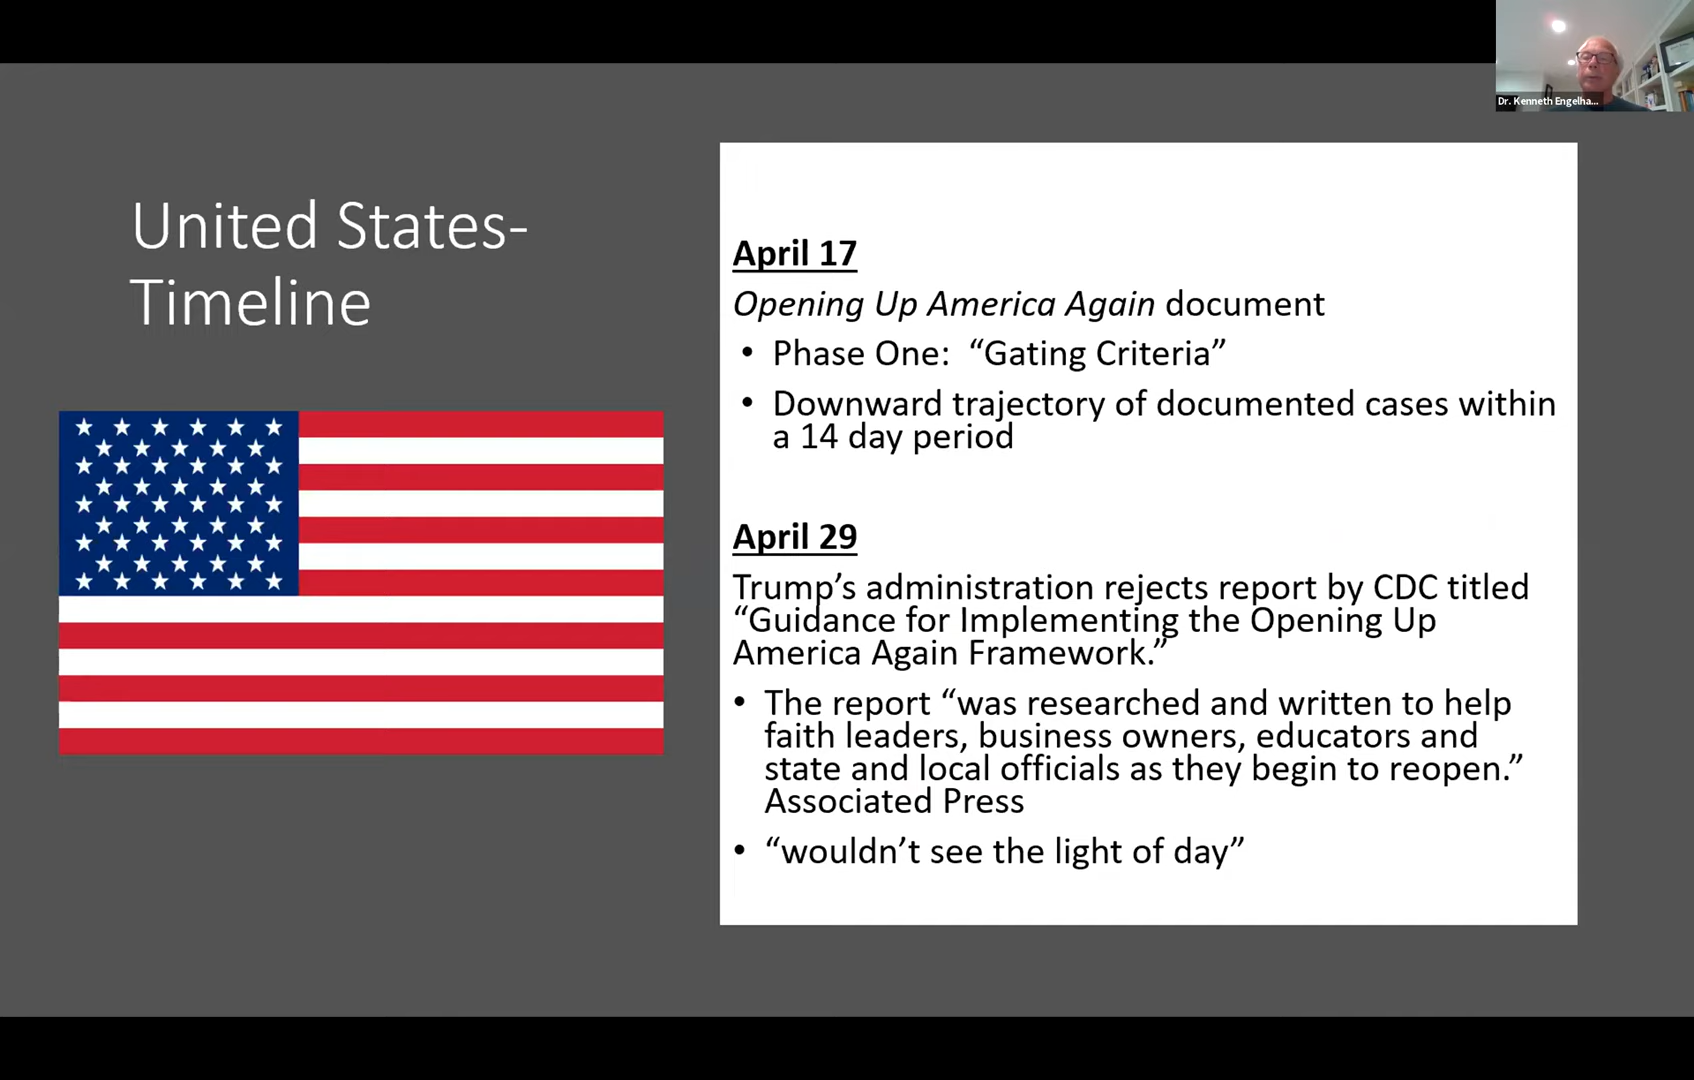 Dr. Kenneth Engelha...
United States-
Timeline
April 17
Opening Up America Again document
• Phase One:  “Gating Criteria”
• Downward trajectory of documented cases within
a 14 day period
April 29
Trump’s administration rejects report by CDC titled
“Guidance for Implementing the Opening Up
America Again Framework.”
• The report “was researched and written to help
faith leaders, business owners, educators and
state and local officials as they begin to reopen.”
Associated Press
• “wouldn’t see the light of day”